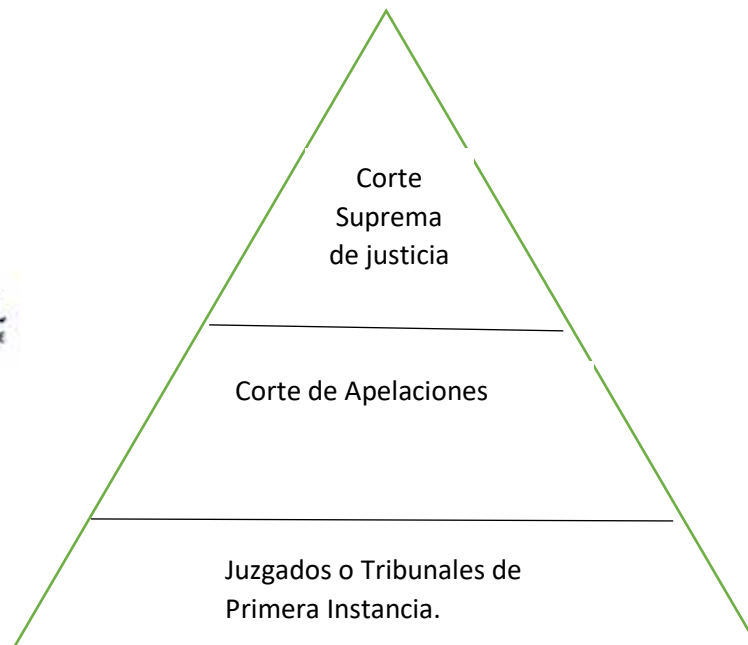 Corte
Suprema
de justicia
Corte de Apelaciones
Juzgados o Tribunales de
Primera Instancia.